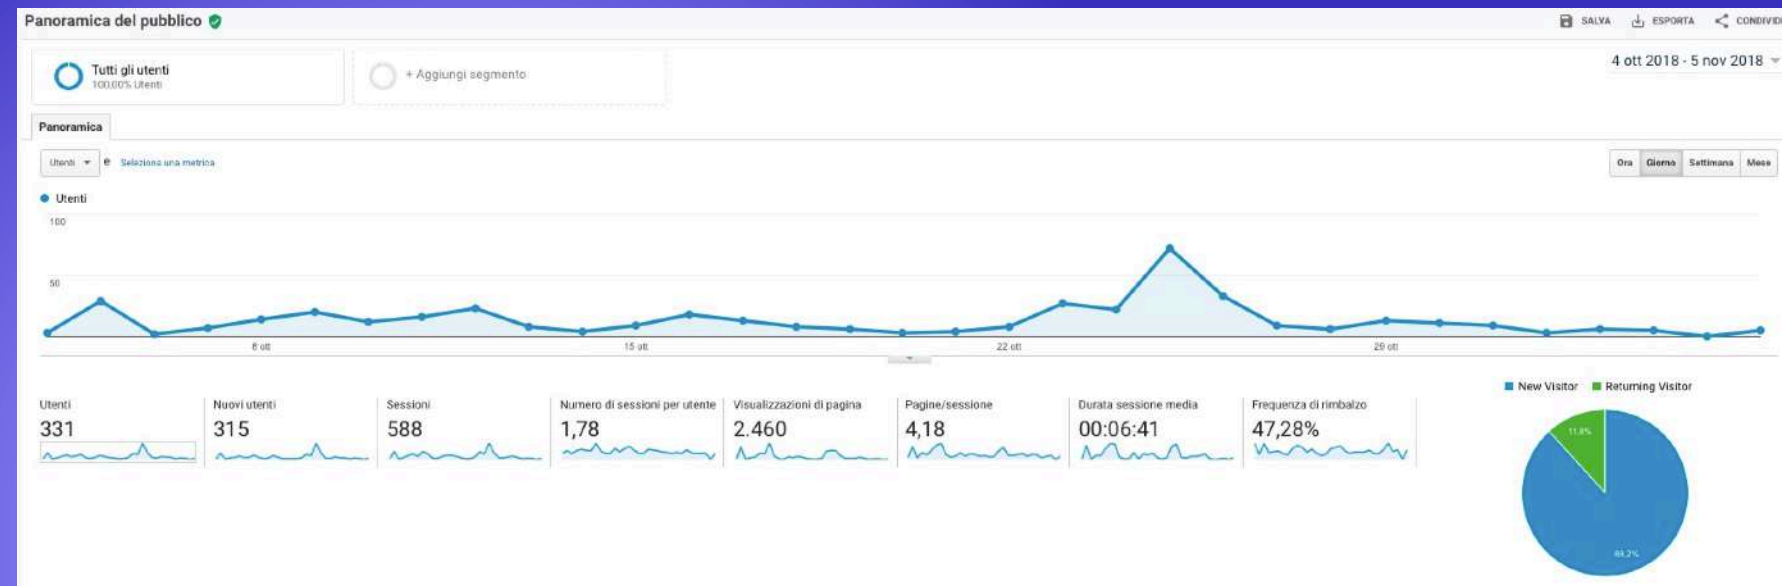 Panoramica del pubblico
SALVA ESPORTA CONDIVIDI
Tutti gli utenti
100,00% Utenti
+ Aggiungi segmento
4 ott 2018 - 5 nov 2018
Panoramica
Utenti e Seleziona una metrica
Ora Giorno Settimana Mese
Utenti
100
50
8 ott 15 ott 22 ott 29 ott
New Visitor Returning Visitor
Utenti
331
Nuovi utenti
315
Sessioni
588
Numero di sessioni per utente
1,78
Visualizzazioni di pagina
2.460
Pagine/sessione
4,18
Durata sessione media
00:06:41
Frequenza di rimbalzo
47,28%
11.8%